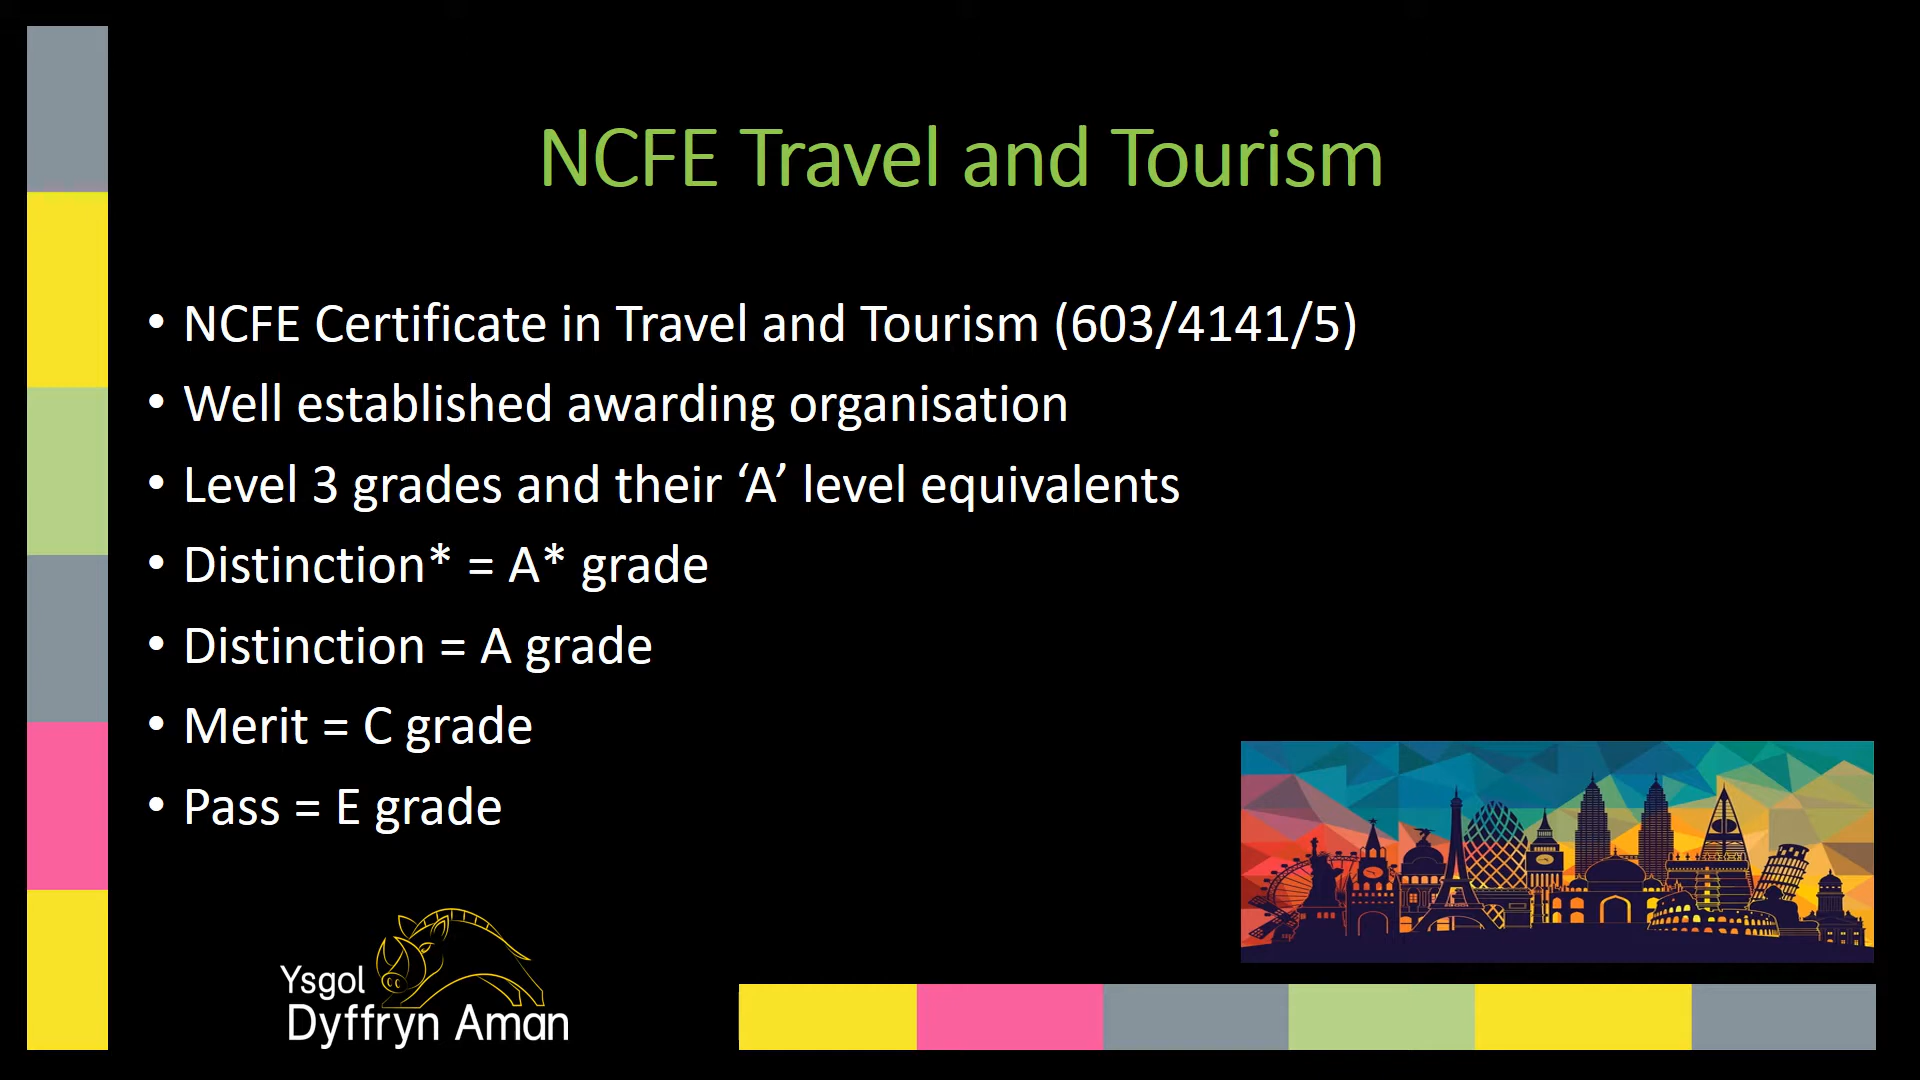 NCFE Travel and Tourism
• NCFE Certificate in Travel and Tourism (603/4141/5)
• Well established awarding organisation
• Level 3 grades and their ‘A’ level equivalents
• Distinction* = A* grade
• Distinction = A grade
• Merit = C grade
• Pass = E grade
Ysgol
Dyffryn Aman